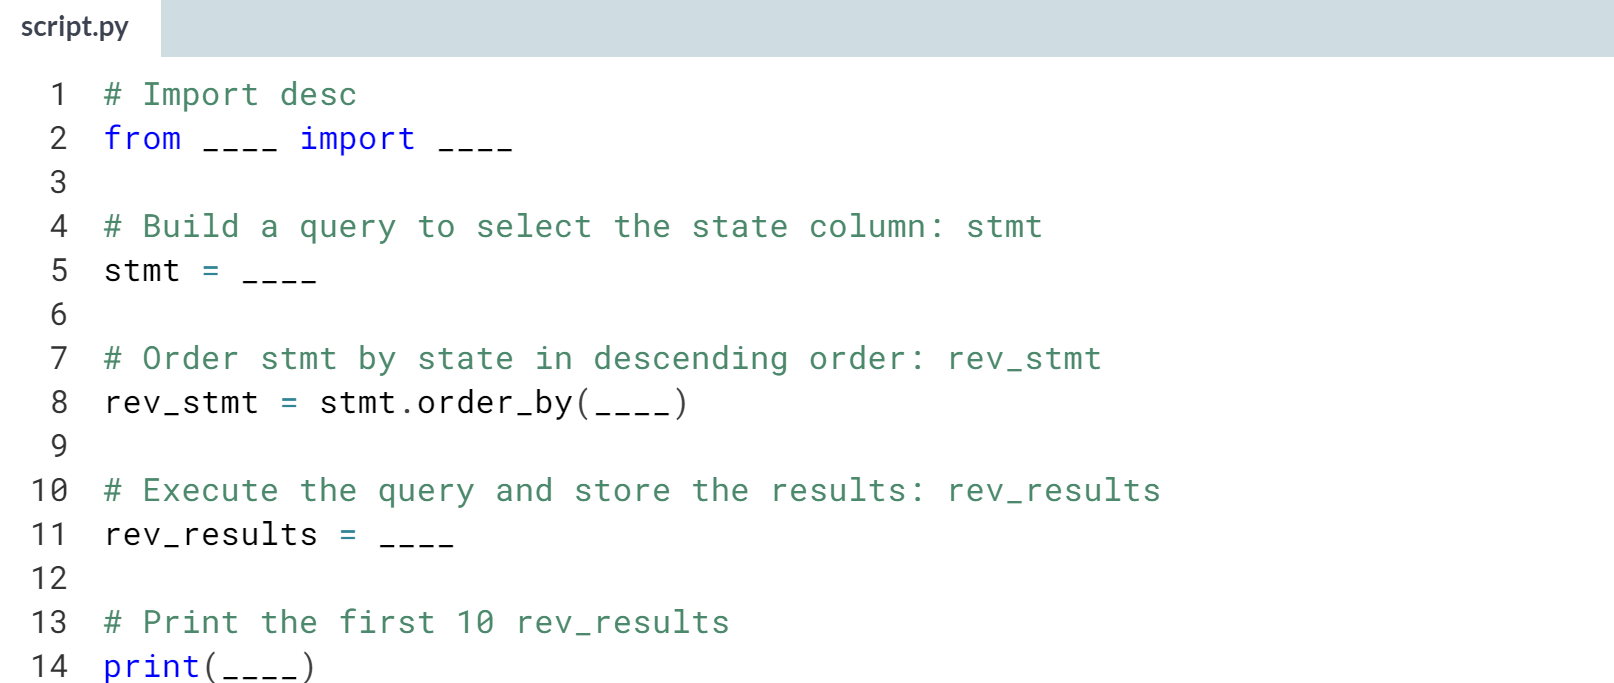 script.py
1 # Import desc
2 from ____ import ____
3
4 # Build a query to select the state column: stmt
5 stmt = ____
6
7 # Order stmt by state in descending order: rev_stmt
8 rev_stmt = stmt.order_by(____)
9
10 # Execute the query and store the results: rev_results
11 rev_results = ____
12
13 # Print the first 10 rev_results
14 print(____)